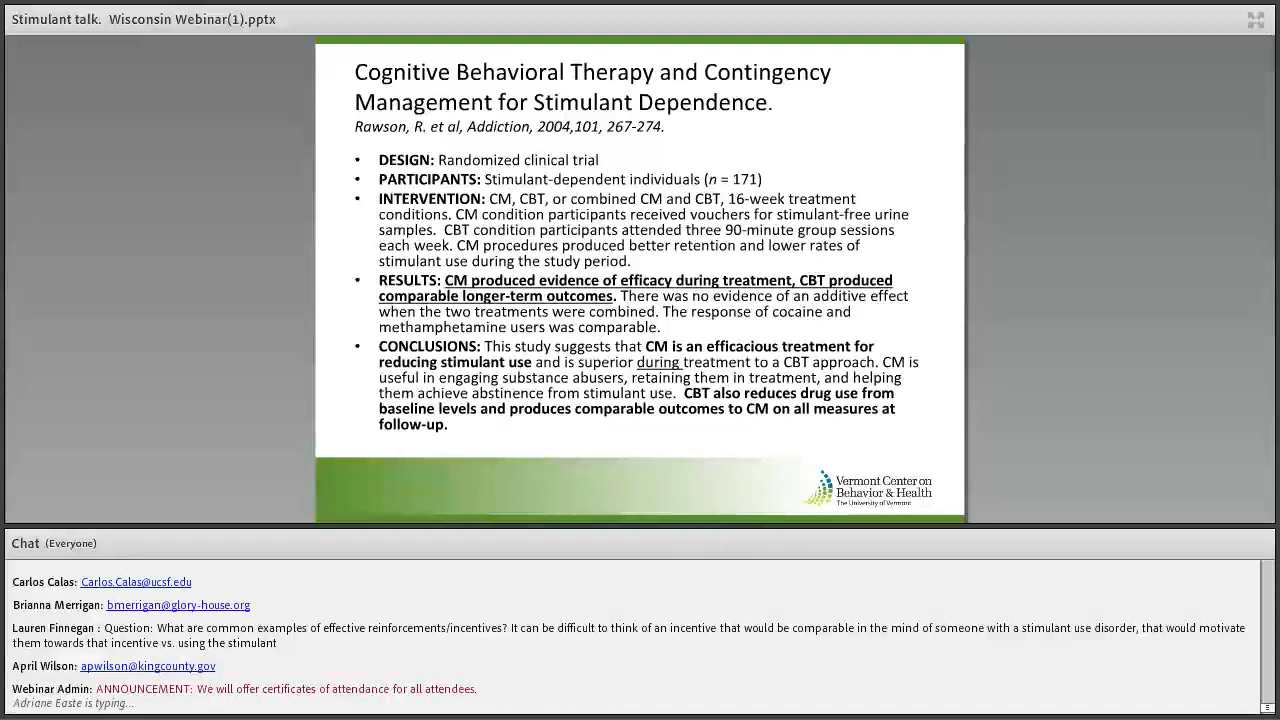 Stimulant talk.  Wisconsin Webinar(1).pptx
Cognitive Behavioral Therapy and Contingency
Management for Stimulant Dependence.
Rawson, R. et al, Addiction, 2004,101, 267-274.
• DESIGN: Randomized clinical trial
• PARTICIPANTS: Stimulant-dependent individuals (n = 171)
• INTERVENTION: CM, CBT, or combined CM and CBT, 16-week treatment
conditions. CM condition participants received vouchers for stimulant-free urine
samples.  CBT condition participants attended three 90-minute group sessions
each week. CM procedures produced better retention and lower rates of
stimulant use during the study period.
• RESULTS: CM produced evidence of efficacy during treatment, CBT produced
comparable longer-term outcomes. There was no evidence of an additive effect
when the two treatments were combined. The response of cocaine and
methamphetamine users was comparable.
• CONCLUSIONS: This study suggests that CM is an efficacious treatment for
reducing stimulant use and is superior during treatment to a CBT approach. CM is
useful in engaging substance abusers, retaining them in treatment, and helping
them achieve abstinence from stimulant use.  CBT also reduces drug use from
baseline levels and produces comparable outcomes to CM on all measures at
follow-up.
Vermont Center on
Behavior & Health
The University of Vermont
Chat (Everyone)
Carlos Calas: Carlos.Calas@ucsf.edu
Brianna Merrigan: bmerrigan@glory-house.org
Lauren Finnegan : Question: What are common examples of effective reinforcements/incentives? It can be difficult to think of an incentive that would be comparable in the mind of someone with a stimulant use disorder, that would motivate
them towards that incentive vs. using the stimulant
April Wilson: apwilson@kingcounty.gov
Webinar Admin: ANNOUNCEMENT: We will offer certificates of attendance for all attendees.
Adriane Easte is typing...